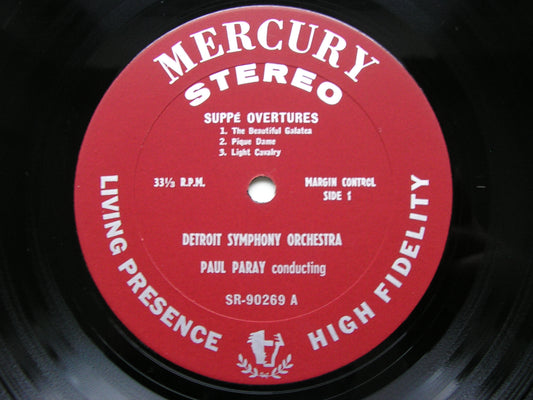 MERCURY
STEREO
SUPPÉ OVERTURES
1. The Beautiful Galatea
2. Pique Dame
3. Light Cavalry
33⅓ R.P.M.
MARGIN CONTROL
SIDE 1
DETROIT SYMPHONY ORCHESTRA
PAUL PARAY conducting
SR-90269 A
LIVING PRESENCE
HIGH FIDELITY